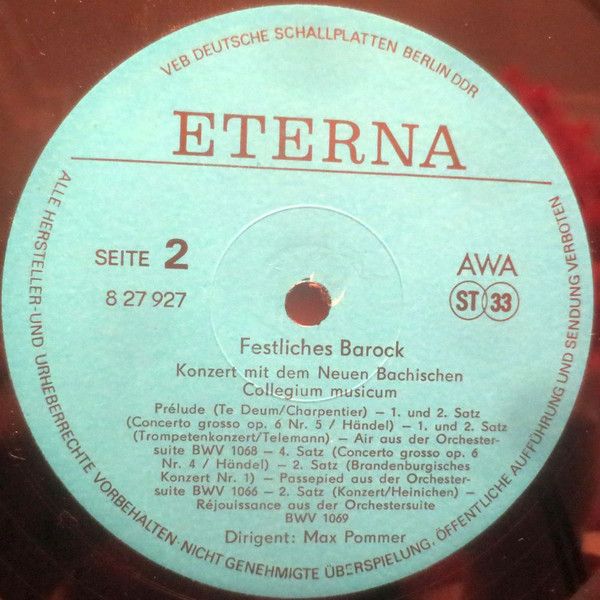 VEB DEUTSCHE SCHALLPLATTEN BERLIN DDR
ETERNA
SEITE 2
8 27 927
AWA
ST 33
Festliches Barock
Konzert mit dem Neuen Bachischen
Collegium musicum
Prélude (Te Deum/Charpentier) – 1. und 2. Satz
(Concerto grosso op. 6 Nr. 5 / Händel) – 1. und 2. Satz
(Trompetenkonzert/Telemann) – Air aus der Orchester-
suite BWV 1068 – 4. Satz (Concerto grosso op. 6
Nr. 4 / Händel) – 2. Satz (Brandenburgisches
Konzert Nr. 1) – Passepied aus der Orchester-
suite BWV 1066 – 2. Satz (Konzert/Heinichen) –
Réjouissance aus der Orchestersuite
BWV 1069
Dirigent: Max Pommer
ALLE HERSTELLER- UND URHEBERRECHTE VORBEHALTEN · NICHT GENEHMIGTE ÜBERSPIELUNG, ÖFFENTLICHE AUFFÜHRUNG UND SENDUNG VERBOTEN